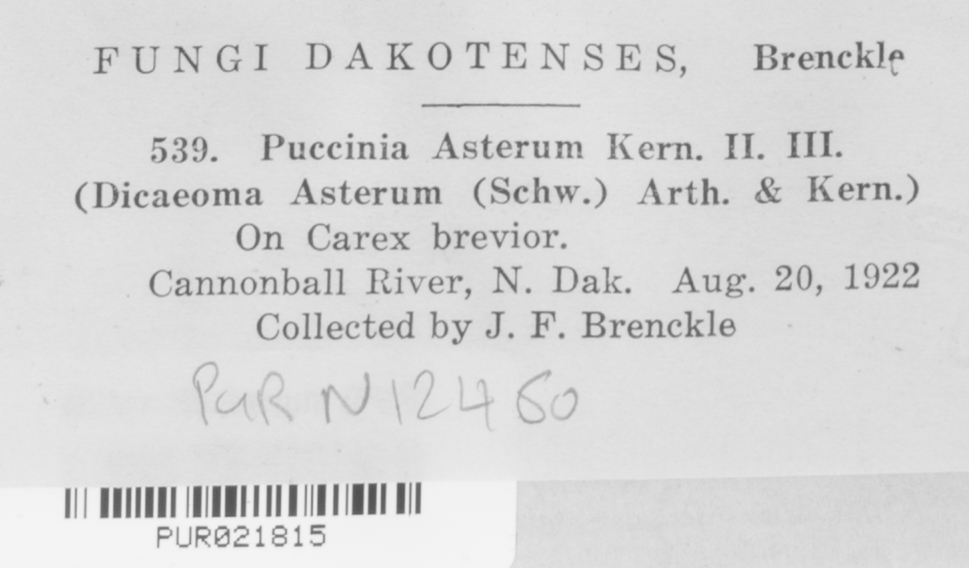 FUNGI DAKOTENSES, Brenckle
539. Puccinia Asterum Kern. II. III.
(Dicaeoma Asterum (Schw.) Arth. & Kern.)
On Carex brevior.
Cannonball River, N. Dak. Aug. 20, 1922
Collected by J. F. Brenckle
PUR N12460
PUR021815